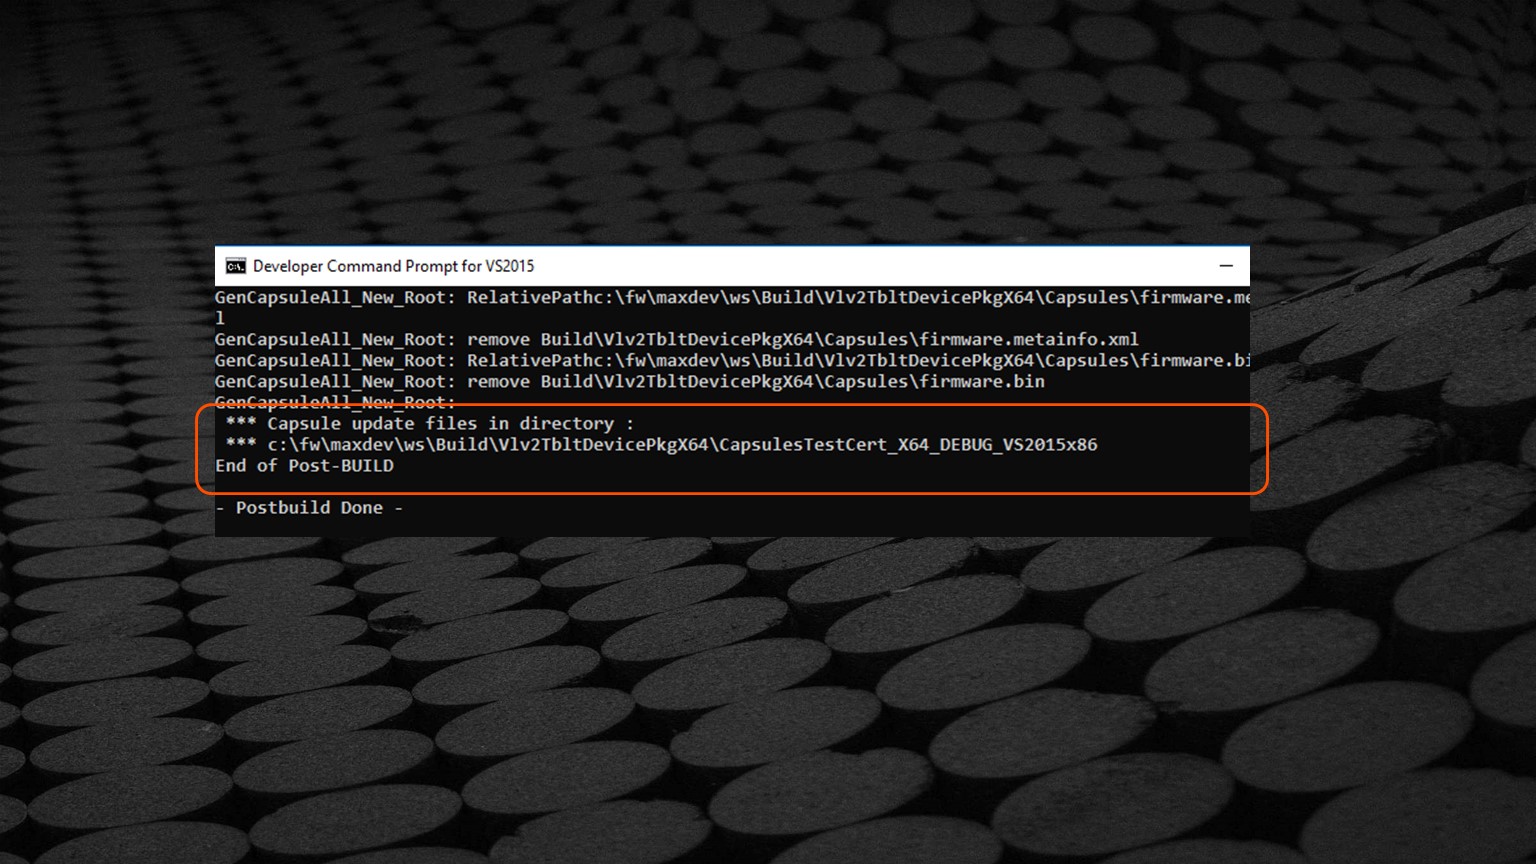 Developer Command Prompt for VS2015
GenCapsuleAll_New_Root: RelativePathc:\fw\maxdev\ws\Build\Vlv2TbltDevicePkgX64\Capsules\firmware.me
l
GenCapsuleAll_New_Root: remove Build\Vlv2TbltDevicePkgX64\Capsules\firmware.metainfo.xml
GenCapsuleAll_New_Root: RelativePathc:\fw\maxdev\ws\Build\Vlv2TbltDevicePkgX64\Capsules\firmware.bi
GenCapsuleAll_New_Root: remove Build\Vlv2TbltDevicePkgX64\Capsules\firmware.bin
GenCapsuleAll_New_Root:
*** Capsule update files in directory :
*** c:\fw\maxdev\ws\Build\Vlv2TbltDevicePkgX64\CapsulesTestCert_X64_DEBUG_VS2015x86
End of Post-BUILD
- Postbuild Done -